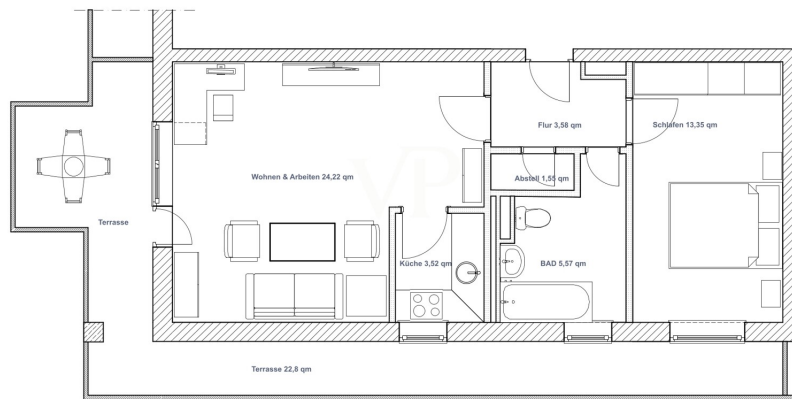 Flur 3,58 qm
Schlafen 13,35 qm
Wohnen & Arbeiten 24,22 qm
Abstell 1,55 qm
VP
Terrasse
Küche 3,52 qm
BAD 5,57 qm
Terrasse 22,8 qm